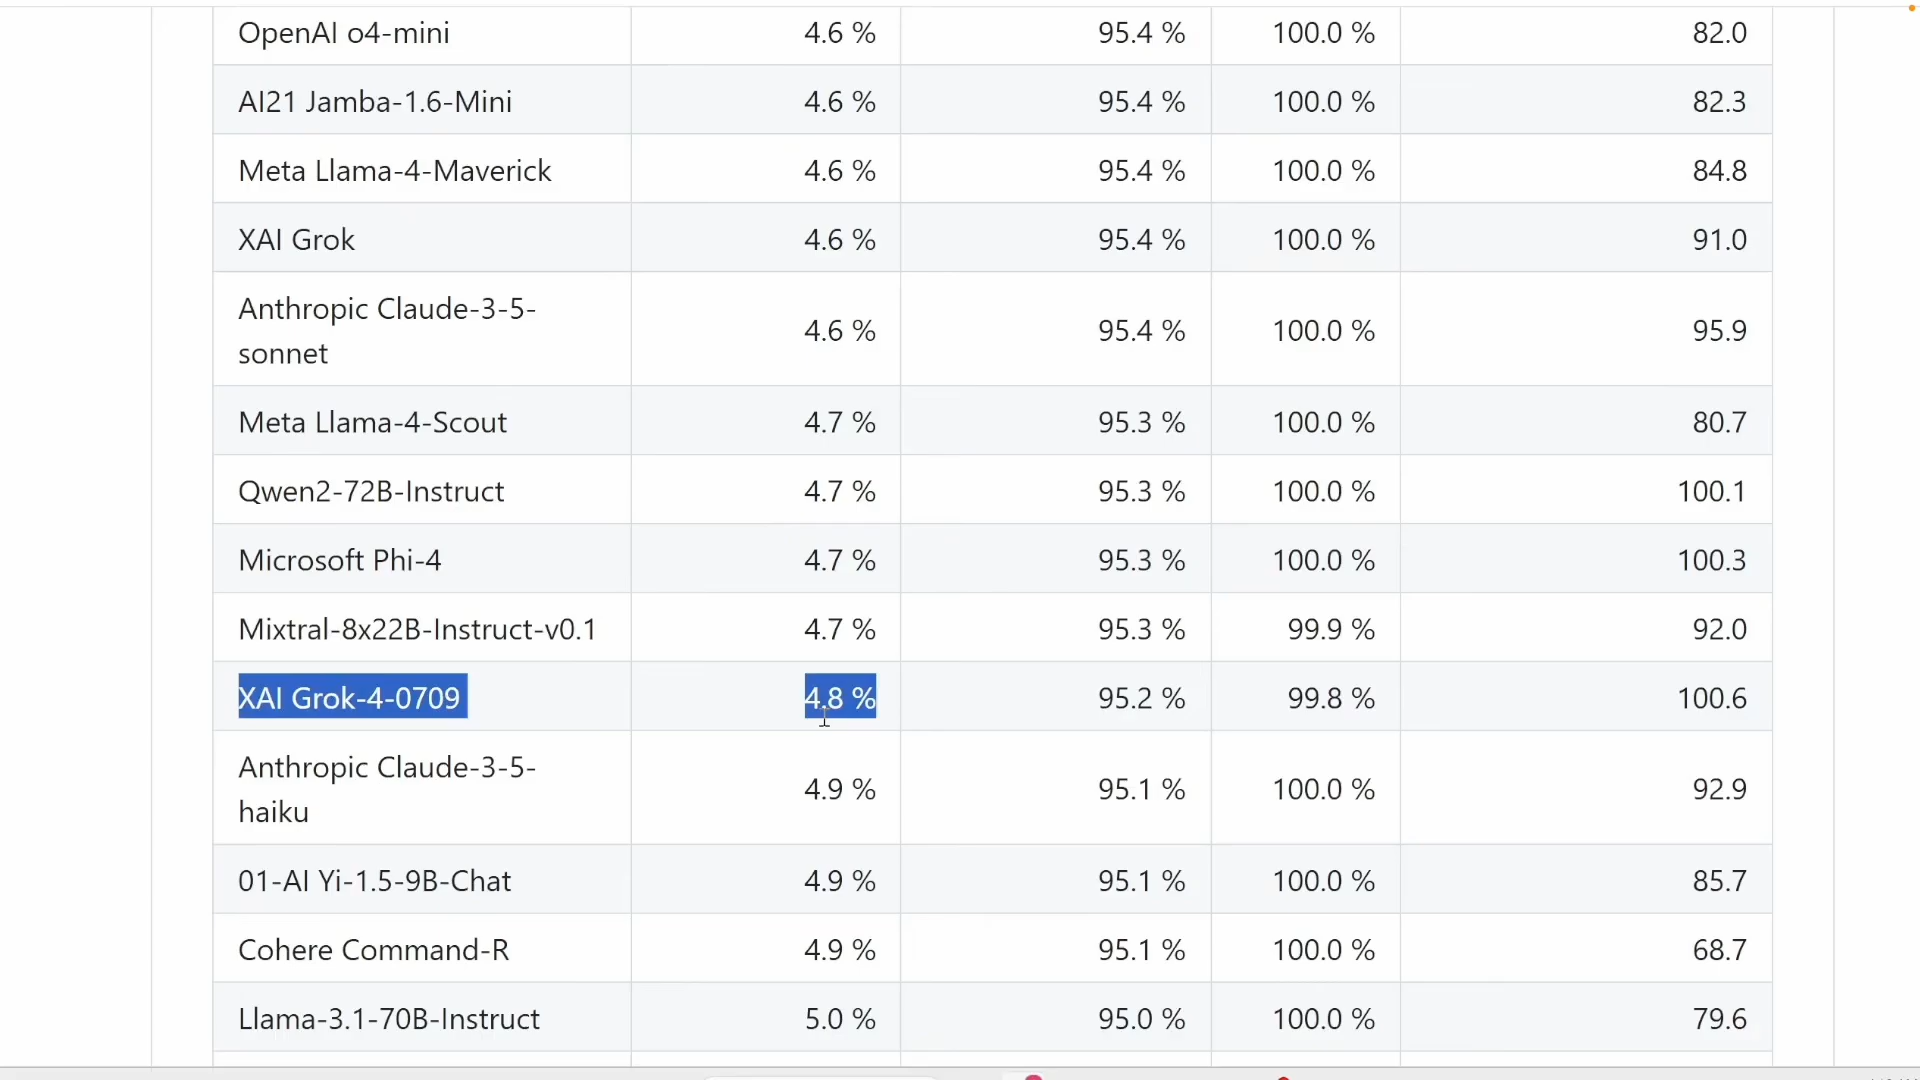 OpenAI o4-mini 4.6 % 95.4 % 100.0 % 82.0
AI21 Jamba-1.6-Mini 4.6 % 95.4 % 100.0 % 82.3
Meta Llama-4-Maverick 4.6 % 95.4 % 100.0 % 84.8
XAI Grok 4.6 % 95.4 % 100.0 % 91.0
Anthropic Claude-3-5-
sonnet 4.6 % 95.4 % 100.0 % 95.9
Meta Llama-4-Scout 4.7 % 95.3 % 100.0 % 80.7
Qwen2-72B-Instruct 4.7 % 95.3 % 100.0 % 100.1
Microsoft Phi-4 4.7 % 95.3 % 100.0 % 100.3
Mixtral-8x22B-Instruct-v0.1 4.7 % 95.3 % 99.9 % 92.0
XAI Grok-4-0709 4.8 % 95.2 % 99.8 % 100.6
Anthropic Claude-3-5-
haiku 4.9 % 95.1 % 100.0 % 92.9
01-AI Yi-1.5-9B-Chat 4.9 % 95.1 % 100.0 % 85.7
Cohere Command-R 4.9 % 95.1 % 100.0 % 68.7
Llama-3.1-70B-Instruct 5.0 % 95.0 % 100.0 % 79.6